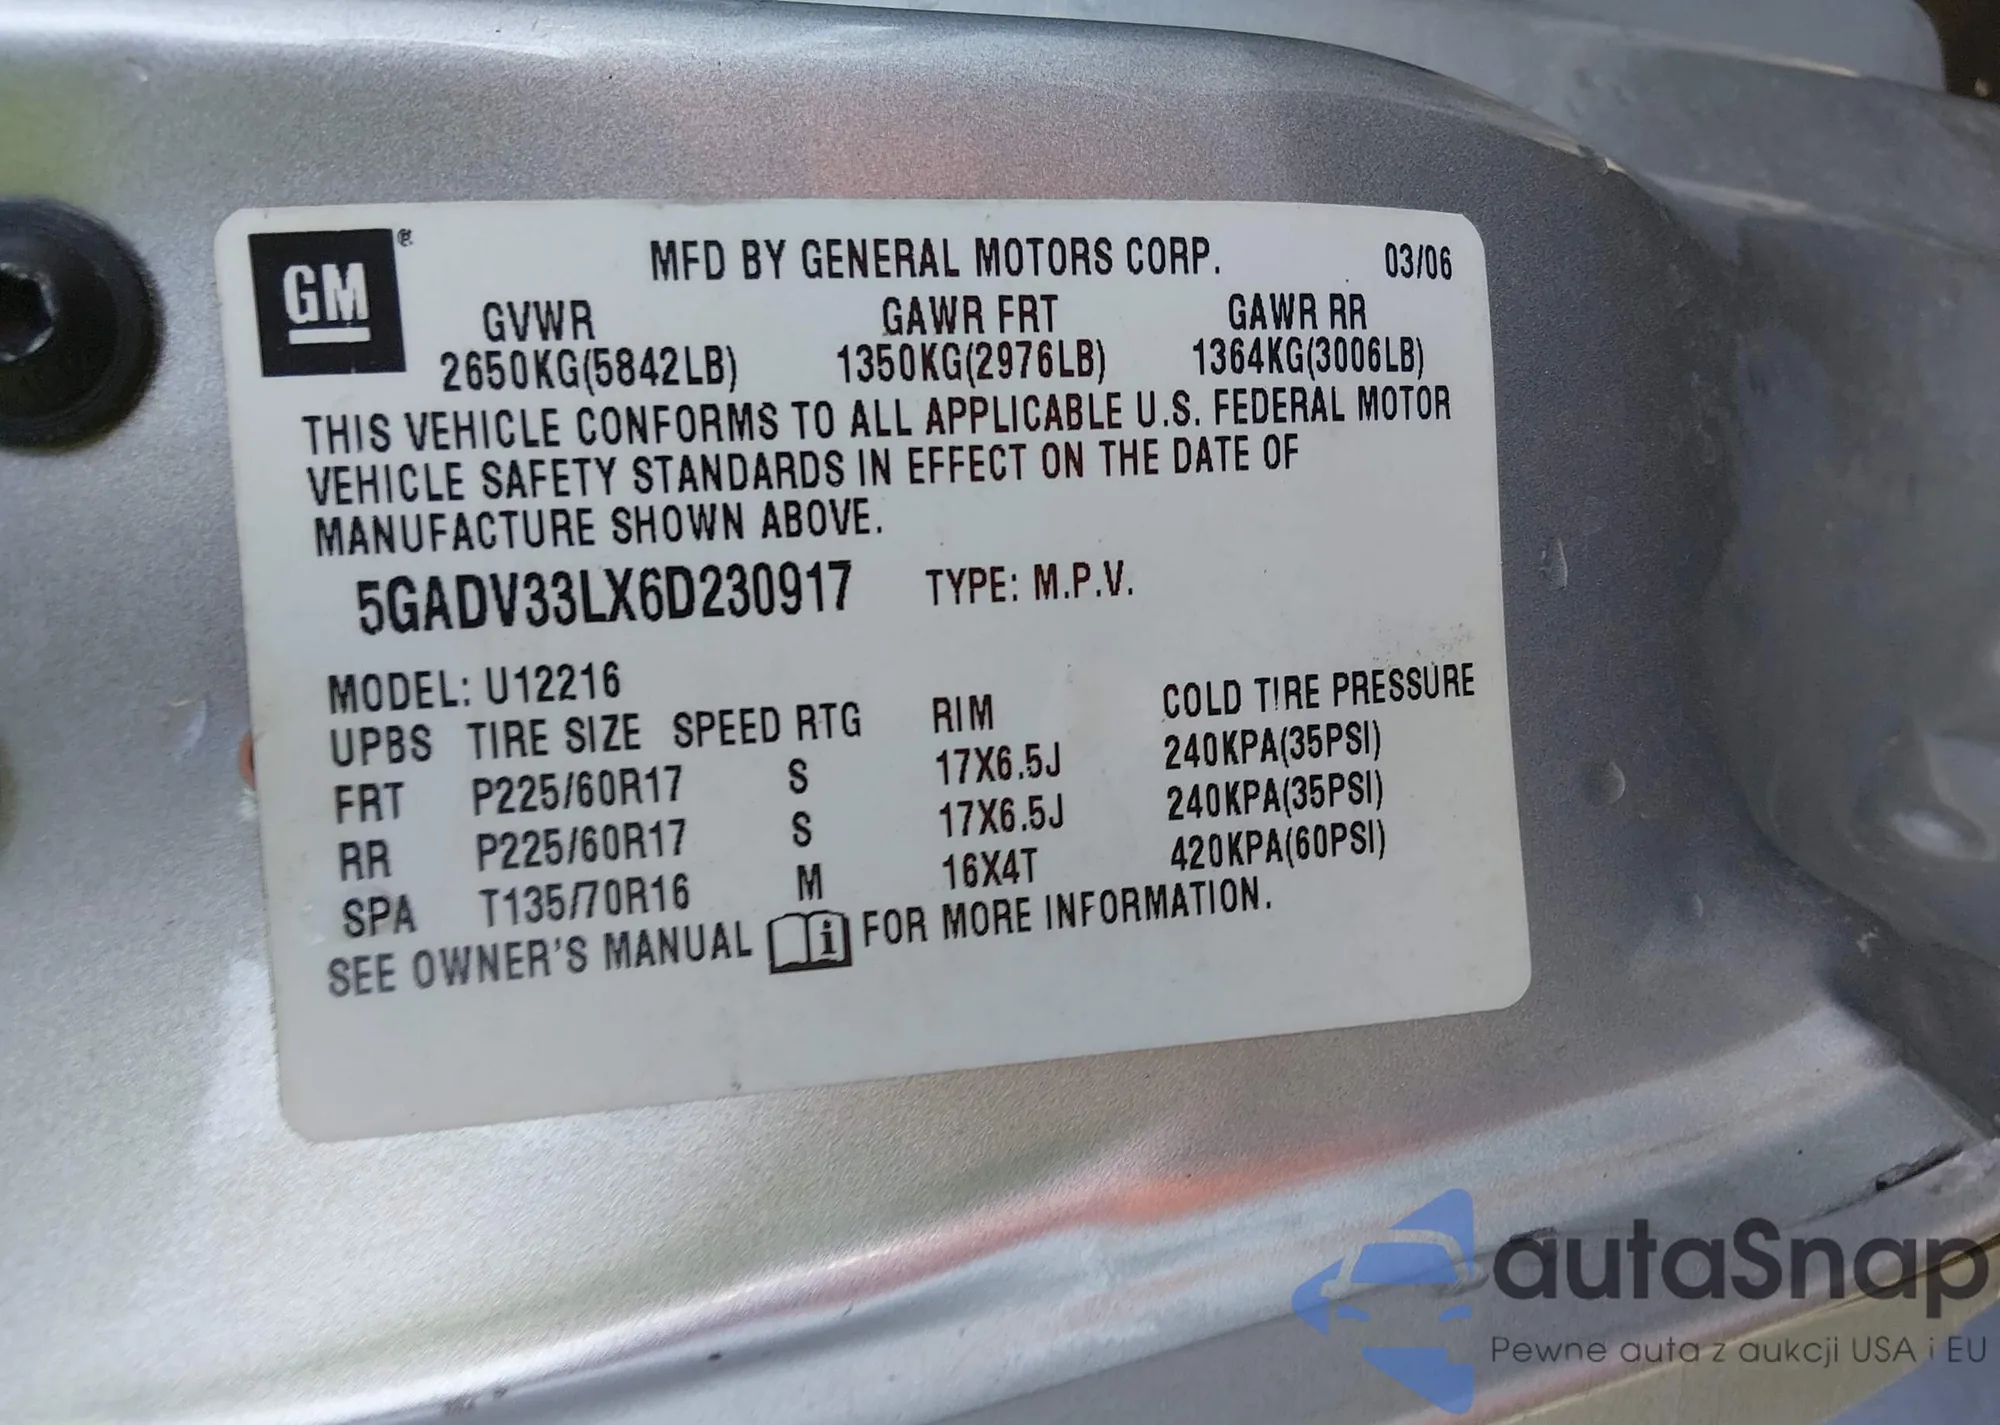 GM®
MFD BY GENERAL MOTORS CORP. 03/06
GVWR GAWR FRT GAWR RR
2650KG(5842LB) 1350KG(2976LB) 1364KG(3006LB)
THIS VEHICLE CONFORMS TO ALL APPLICABLE U.S. FEDERAL MOTOR
VEHICLE SAFETY STANDARDS IN EFFECT ON THE DATE OF
MANUFACTURE SHOWN ABOVE.
5GADV33LX6D230917 TYPE: M.P.V.
MODEL: U12216
UPBS TIRE SIZE SPEED RTG RIM COLD TIRE PRESSURE
FRT P225/60R17 S 17X6.5J 240KPA(35PSI)
RR P225/60R17 S 17X6.5J 240KPA(35PSI)
SPA T135/70R16 M 16X4T 420KPA(60PSI)
SEE OWNER'S MANUAL i FOR MORE INFORMATION.
autaSnap
Pewne auta z aukcji USA i EU